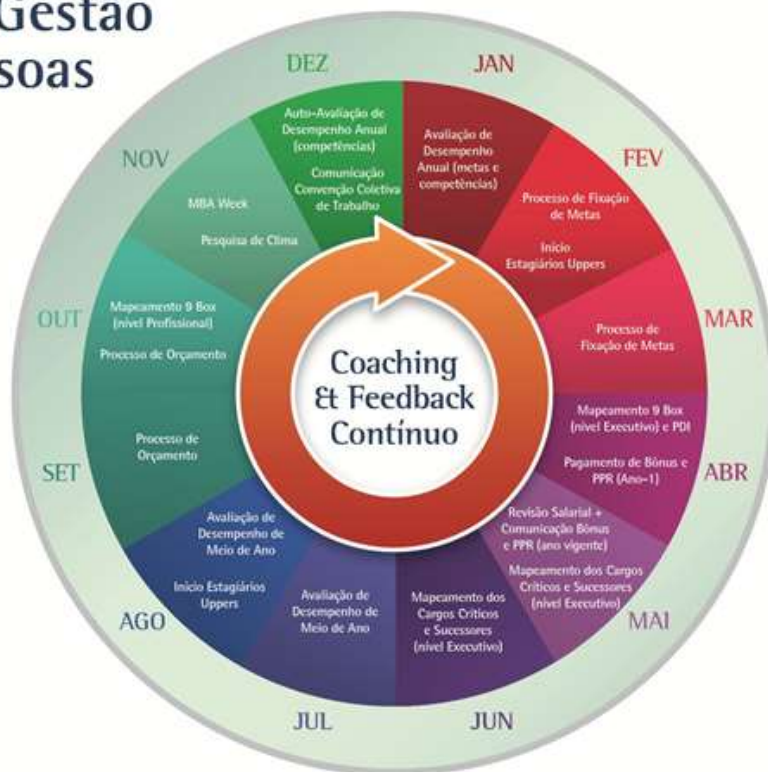 Gestão
soas
DEZ
Auto-Avaliação de
Desempenho Anual
(competências)
Comunicação
Convenção Coletiva
de Trabalho
JAN
Avaliação de
Desempenho
Anual (metas e
competências)
FEV
Processo de Fixação
de Metas
Início
Estagiários Uppers
MAR
Processo de
Fixação de Metas
ABR
Mapeamento 9 Box
(nível Executivo) e PDI
Pagamento de Bônus e
PPR (Ano-1)
MAI
Revisão Salarial +
Comunicação Bônus
e PPR (ano vigente)
Mapeamento dos Cargos
Críticos e Sucessores
(nível Executivo)
JUN
Mapeamento dos
Cargos Críticos
e Sucessores
(nível Executivo)
JUL
Avaliação de
Desempenho de
Meio de Ano
AGO
Avaliação de
Desempenho de
Meio de Ano
Início Estagiários
Uppers
SET
Processo de
Orçamento
OUT
Mapeamento 9 Box
(nível Profissional)
Processo de Orçamento
NOV
MBA Week
Pesquisa de Clima
Coaching
& Feedback
Contínuo